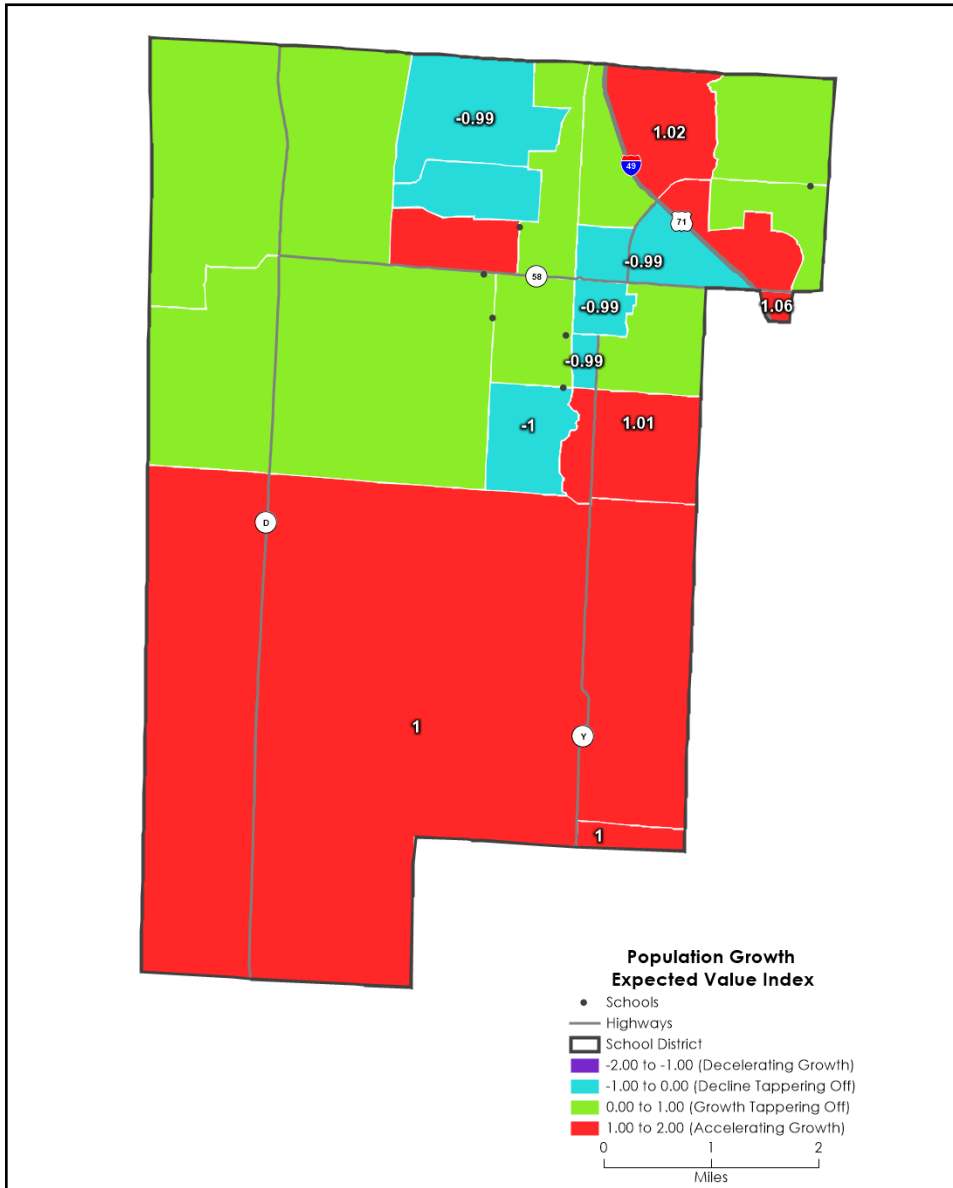 -0.99
1.02
49
71
-0.99
58
-0.99
1.06
-0.99
-1
1.01
D
1
Y
1
Population Growth
Expected Value Index
Schools
Highways
School District
-2.00 to -1.00 (Decelerating Growth)
-1.00 to 0.00 (Decline Tappering Off)
0.00 to 1.00 (Growth Tappering Off)
1.00 to 2.00 (Accelerating Growth)
0 1 2
Miles